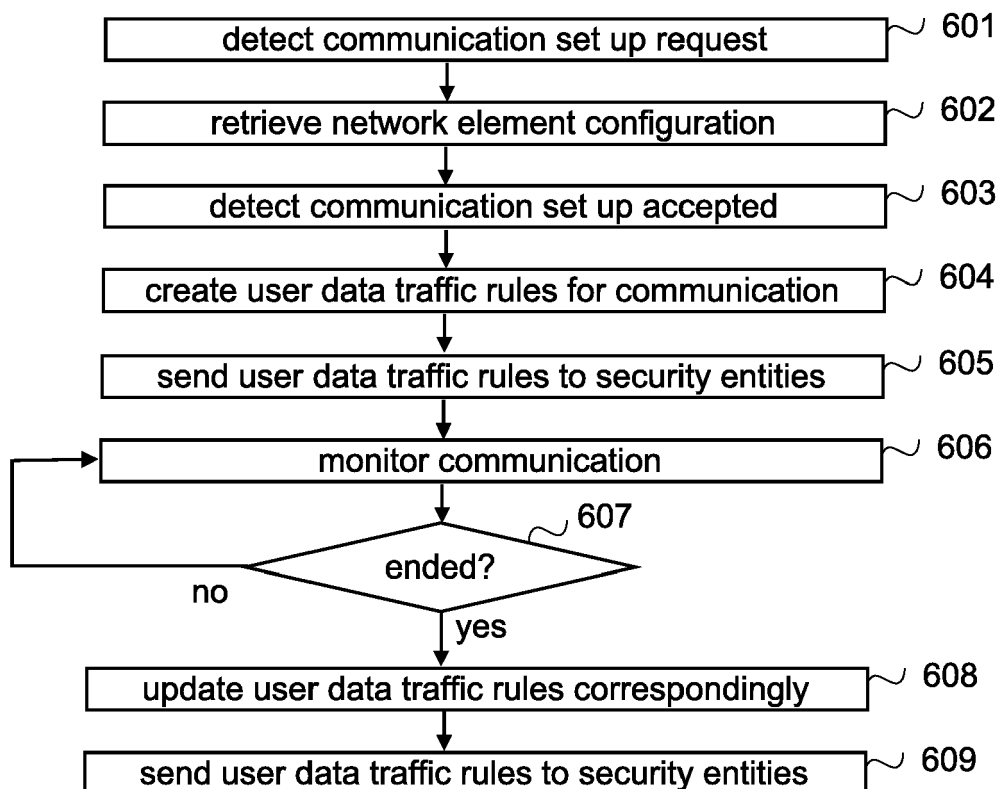 detect communication set up request 601
retrieve network element configuration 602
detect communication set up accepted 603
create user data traffic rules for communication 604
send user data traffic rules to security entities 605
monitor communication 606
607
ended?
no
yes
update user data traffic rules correspondingly 608
send user data traffic rules to security entities 609